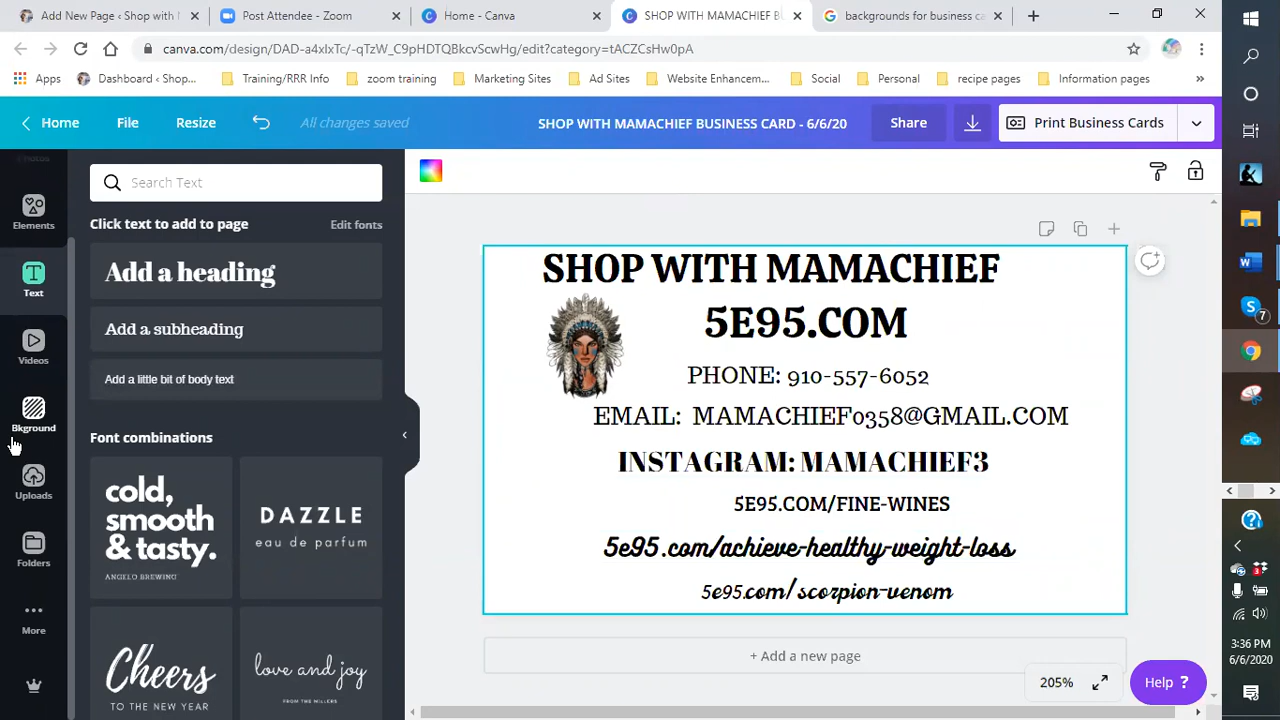 Add New Page ‹ Shop with
Post Attendee - Zoom
Home - Canva
SHOP WITH MAMACHIEF B
backgrounds for business ca
canva.com/design/DAD-a4xIxTc/-qTzW_C9pHDTQBkcvScwHg/edit?category=tACZCsHw0pA
Apps
Dashboard ‹ Shop...
Training/RRR Info
zoom training
Marketing Sites
Ad Sites
Website Enhancem...
Social
Personal
recipe pages
Information pages
»
Home
File
Resize
All changes saved
SHOP WITH MAMACHIEF BUSINESS CARD - 6/6/20
Share
Print Business Cards
Elements
Text
Videos
Bkground
Uploads
Folders
More
Search Text
Click text to add to page
Edit fonts
Add a heading
Add a subheading
Add a little bit of body text
Font combinations
cold,
smooth
& tasty.
ANGELO BREWING
DAZZLE
eau de parfum
Cheers
TO THE NEW YEAR
love and joy
FROM THE MILLERS
SHOP WITH MAMACHIEF
5E95.COM
PHONE: 910-557-6052
EMAIL: MAMACHIEF0358@GMAIL.COM
INSTAGRAM: MAMACHIEF3
5E95.COM/FINE-WINES
5e95.com/achieve-healthy-weight-loss
5e95.com/scorpion-venom
+ Add a new page
205%
Help ?
7
3
3:36 PM
6/6/2020